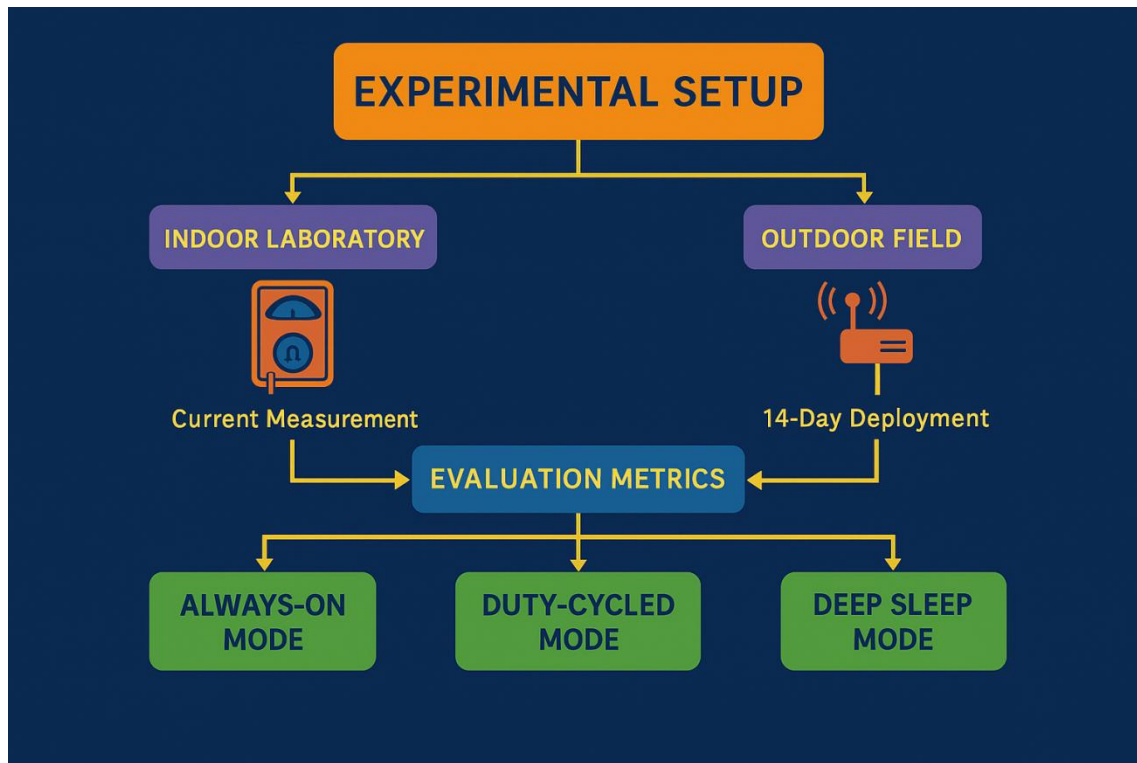 EXPERIMENTAL SETUP
INDOOR LABORATORY
OUTDOOR FIELD
Current Measurement
14-Day Deployment
EVALUATION METRICS
ALWAYS-ON
MODE
DUTY-CYCLED
MODE
DEEP SLEEP
MODE